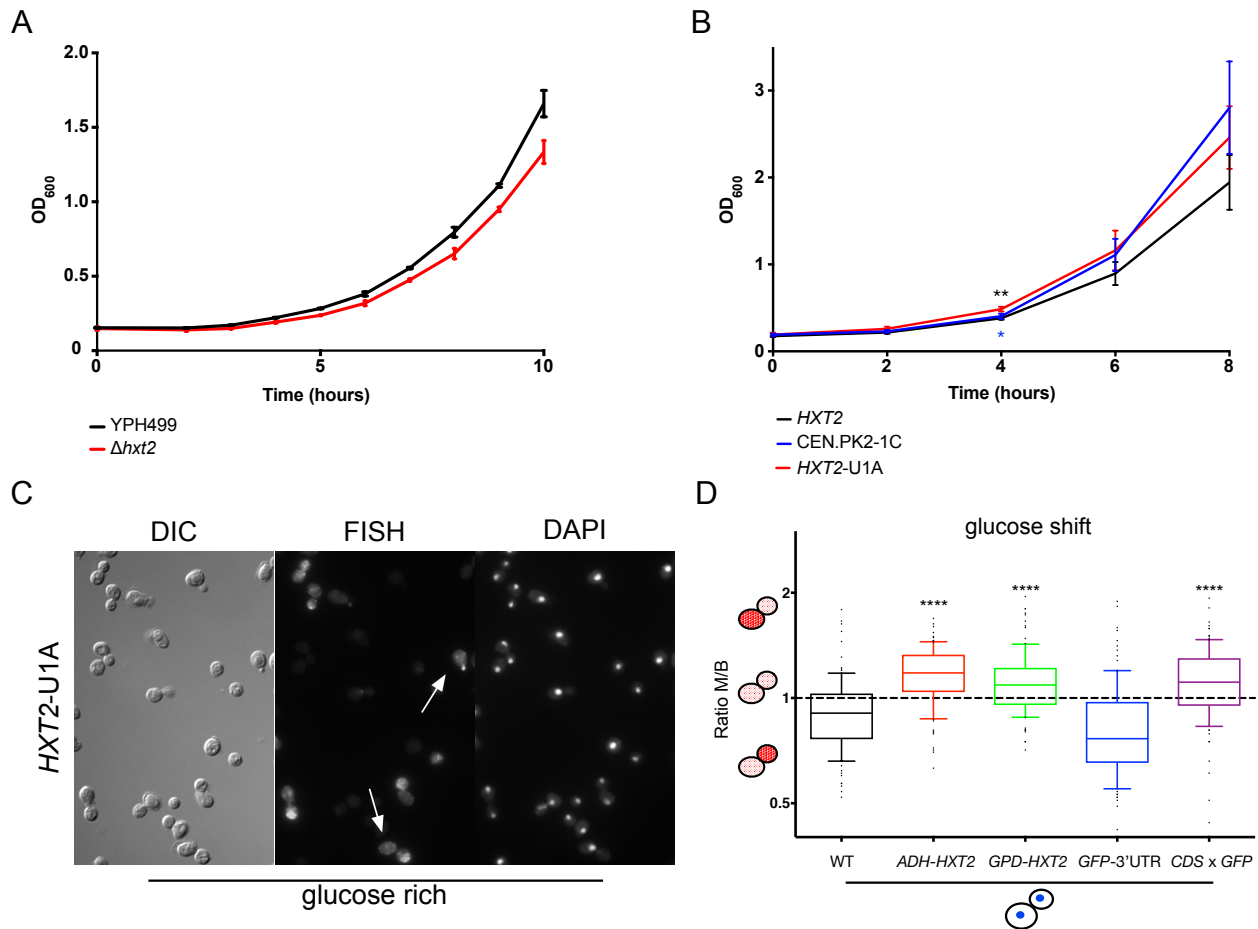 A
2.0
1.5
1.0
0.5
0
OD600
0 5 10
Time (hours)
YPH499
Δhxt2
B
3
2
1
0
OD600
**
*
0 2 4 6 8
Time (hours)
HXT2
CEN.PK2-1C
HXT2-U1A
C
DIC FISH DAPI
HXT2-U1A
glucose rich
D
glucose shift
2
1
0.5
Ratio M/B
**** **** ****
WT ADH-HXT2 GPD-HXT2 GFP-3'UTR CDS x GFP